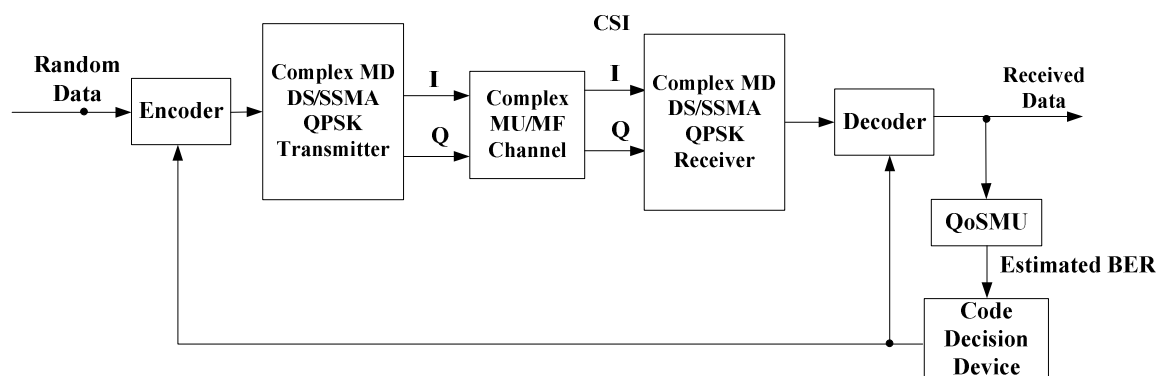 CSI
Random
Data
Encoder
Complex MD
DS/SSMA
QPSK
Transmitter
I
Q
Complex
MU/MF
Channel
I
Q
Complex MD
DS/SSMA
QPSK
Receiver
Decoder
Received
Data
QoSMU
Estimated BER
Code
Decision
Device